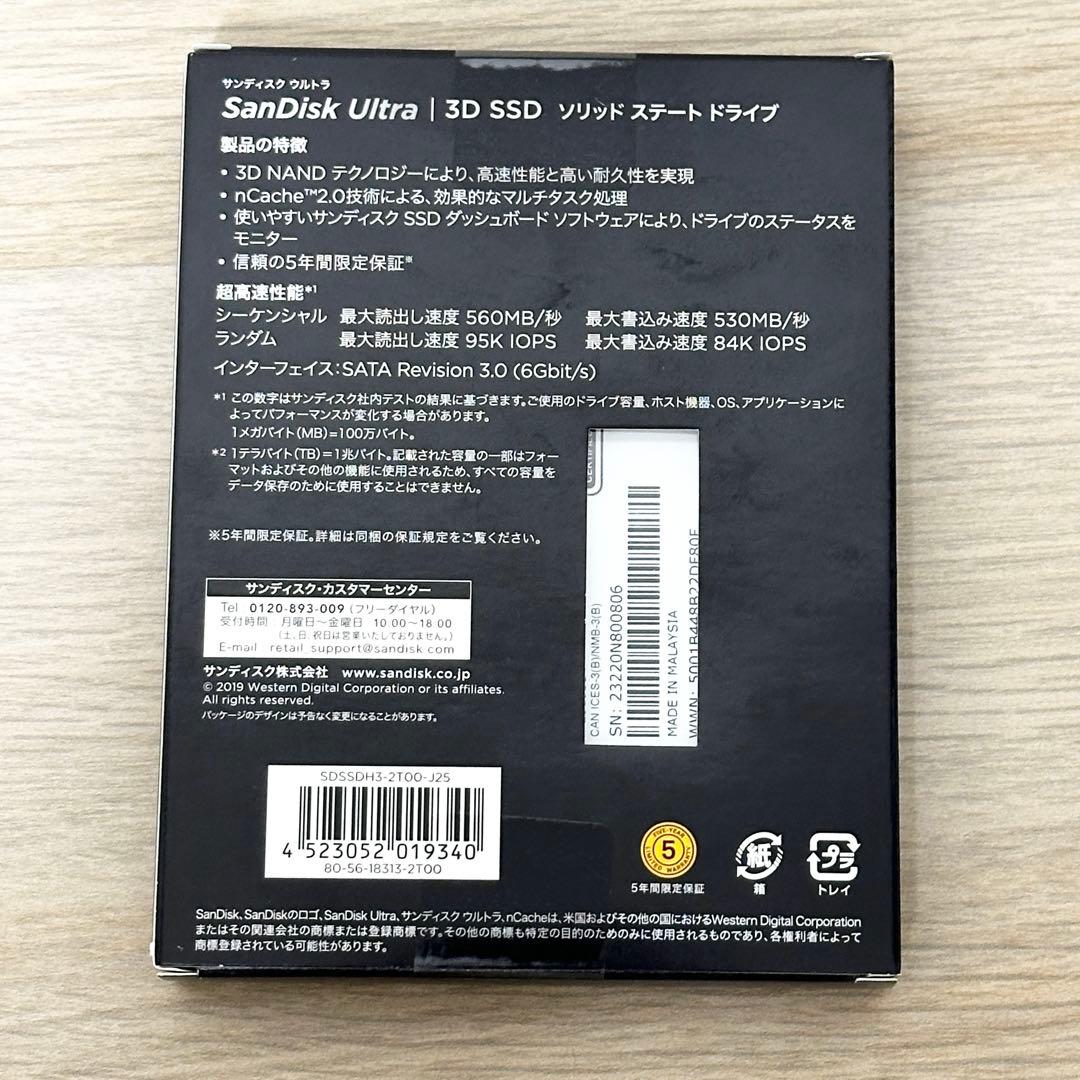 サンディスク ウルトラ
SanDisk Ultra | 3D SSD ソリッド ステート ドライブ
製品の特徴
• 3D NAND テクノロジーにより、高速性能と高い耐久性を実現
• nCache™2.0技術による、効果的なマルチタスク処理
• 使いやすいサンディスク SSD ダッシュボード ソフトウェアにより、ドライブのステータスを
モニター
• 信頼の5年間限定保証※
超高速性能*1
シーケンシャル 最大読出し速度 560MB/秒 最大書込み速度 530MB/秒
ランダム 最大読出し速度 95K IOPS 最大書込み速度 84K IOPS
インターフェイス:SATA Revision 3.0 (6Gbit/s)
*1 この数字はサンディスク社内テストの結果に基づきます。ご使用のドライブ容量、ホスト機器、OS、アプリケーションに
よってパフォーマンスが変化する場合があります。
1メガバイト(MB)=100万バイト。
*2 1テラバイト(TB)=1兆バイト。記載された容量の一部はフォー
マットおよびその他の機能に使用されるため、すべての容量を
データ保存のために使用することはできません。
※5年間限定保証。詳細は同梱の保証規定をご覧ください。
サンディスク・カスタマーセンター
Tel 0120-893-009 (フリーダイヤル)
受付時間:月曜日〜金曜日 10:00〜18:00
(土、日、祝日は営業いたしておりません。)
E-mail retail_support@sandisk.com
サンディスク株式会社 www.sandisk.co.jp
© 2019 Western Digital Corporation or its affiliates.
All rights reserved.
パッケージのデザインは予告なく変更になることがあります。
CAN ICES-3(B)/NMB-3(B)
SN: 23220N800806
MADE IN MALAYSIA
WWN: 5001B448B22DF80F
SDSSDH3-2T00-J25
4 523052 019340
80-56-18313-2T00
FIVE-YEAR
5
LIMITED WARRANTY
5年間限定保証
紙
箱
プラ
トレイ
SanDisk、SanDiskのロゴ、SanDisk Ultra、サンディスク ウルトラ、nCacheは、米国およびその他の国におけるWestern Digital Corporation
またはその関連会社の商標または登録商標です。その他の商標も特定の目的のためのみに使用されるものであり、各権利者によって
商標登録されている可能性があります。